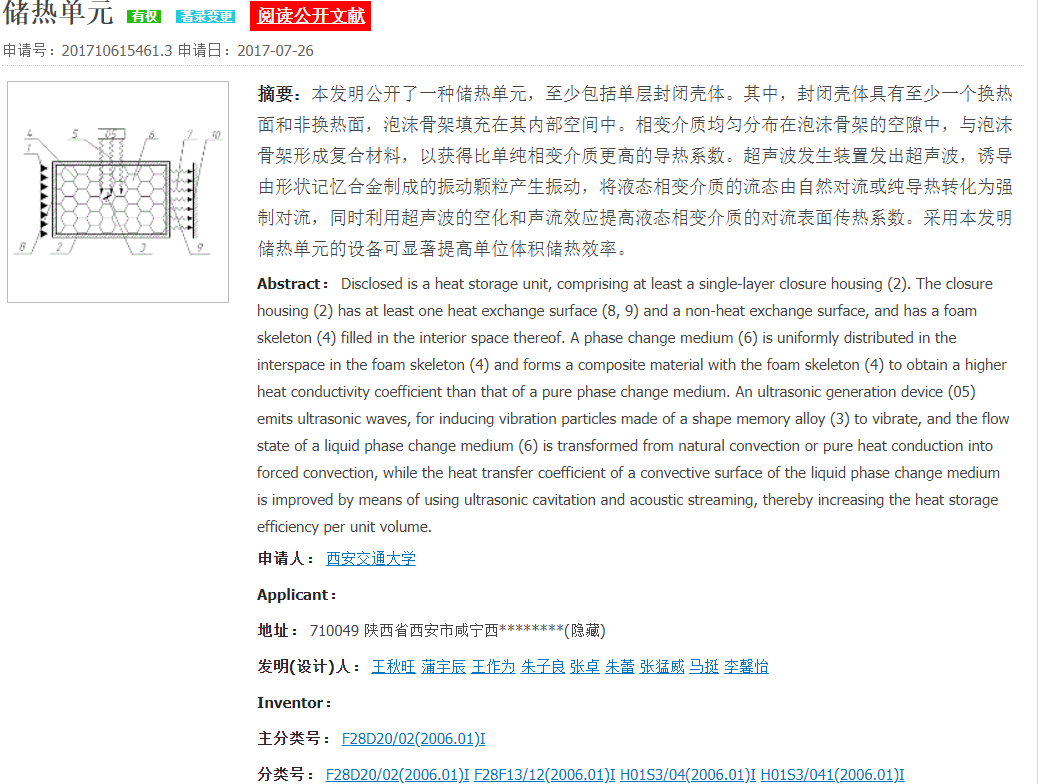 储热单元 有权 著录变更 阅读公开文献
申请号：201710615461.3 申请日：2017-07-26
摘要：本发明公开了一种储热单元，至少包括单层封闭壳体。其中，封闭壳体具有至少一个换热
面和非换热面，泡沫骨架填充在其内部空间中。相变介质均匀分布在泡沫骨架的空隙中，与泡沫
骨架形成复合材料，以获得比单纯相变介质更高的导热系数。超声波发生装置发出超声波，诱导
由形状记忆合金制成的振动颗粒产生振动，将液态相变介质的流态由自然对流或纯导热转化为强
制对流，同时利用超声波的空化和声流效应提高液态相变介质的对流表面传热系数。采用本发明
储热单元的设备可显著提高单位体积储热效率。
4 5 05 6 7 10
1
8 2 3 9
Abstract： Disclosed is a heat storage unit, comprising at least a single-layer closure housing (2). The closure
housing (2) has at least one heat exchange surface (8, 9) and a non-heat exchange surface, and has a foam
skeleton (4) filled in the interior space thereof. A phase change medium (6) is uniformly distributed in the
interspace in the foam skeleton (4) and forms a composite material with the foam skeleton (4) to obtain a higher
heat conductivity coefficient than that of a pure phase change medium. An ultrasonic generation device (05)
emits ultrasonic waves, for inducing vibration particles made of a shape memory alloy (3) to vibrate, and the flow
state of a liquid phase change medium (6) is transformed from natural convection or pure heat conduction into
forced convection, while the heat transfer coefficient of a convective surface of the liquid phase change medium
is improved by means of using ultrasonic cavitation and acoustic streaming, thereby increasing the heat storage
efficiency per unit volume.
申请人： 西安交通大学
Applicant：
地址： 710049 陕西省西安市咸宁西********(隐藏)
发明(设计)人： 王秋旺 蒲宇辰 王作为 朱子良 张卓 朱蕾 张猛威 马挺 李馨怡
Inventor：
主分类号： F28D20/02(2006.01)I
分类号： F28D20/02(2006.01)I F28F13/12(2006.01)I H01S3/04(2006.01)I H01S3/041(2006.01)I